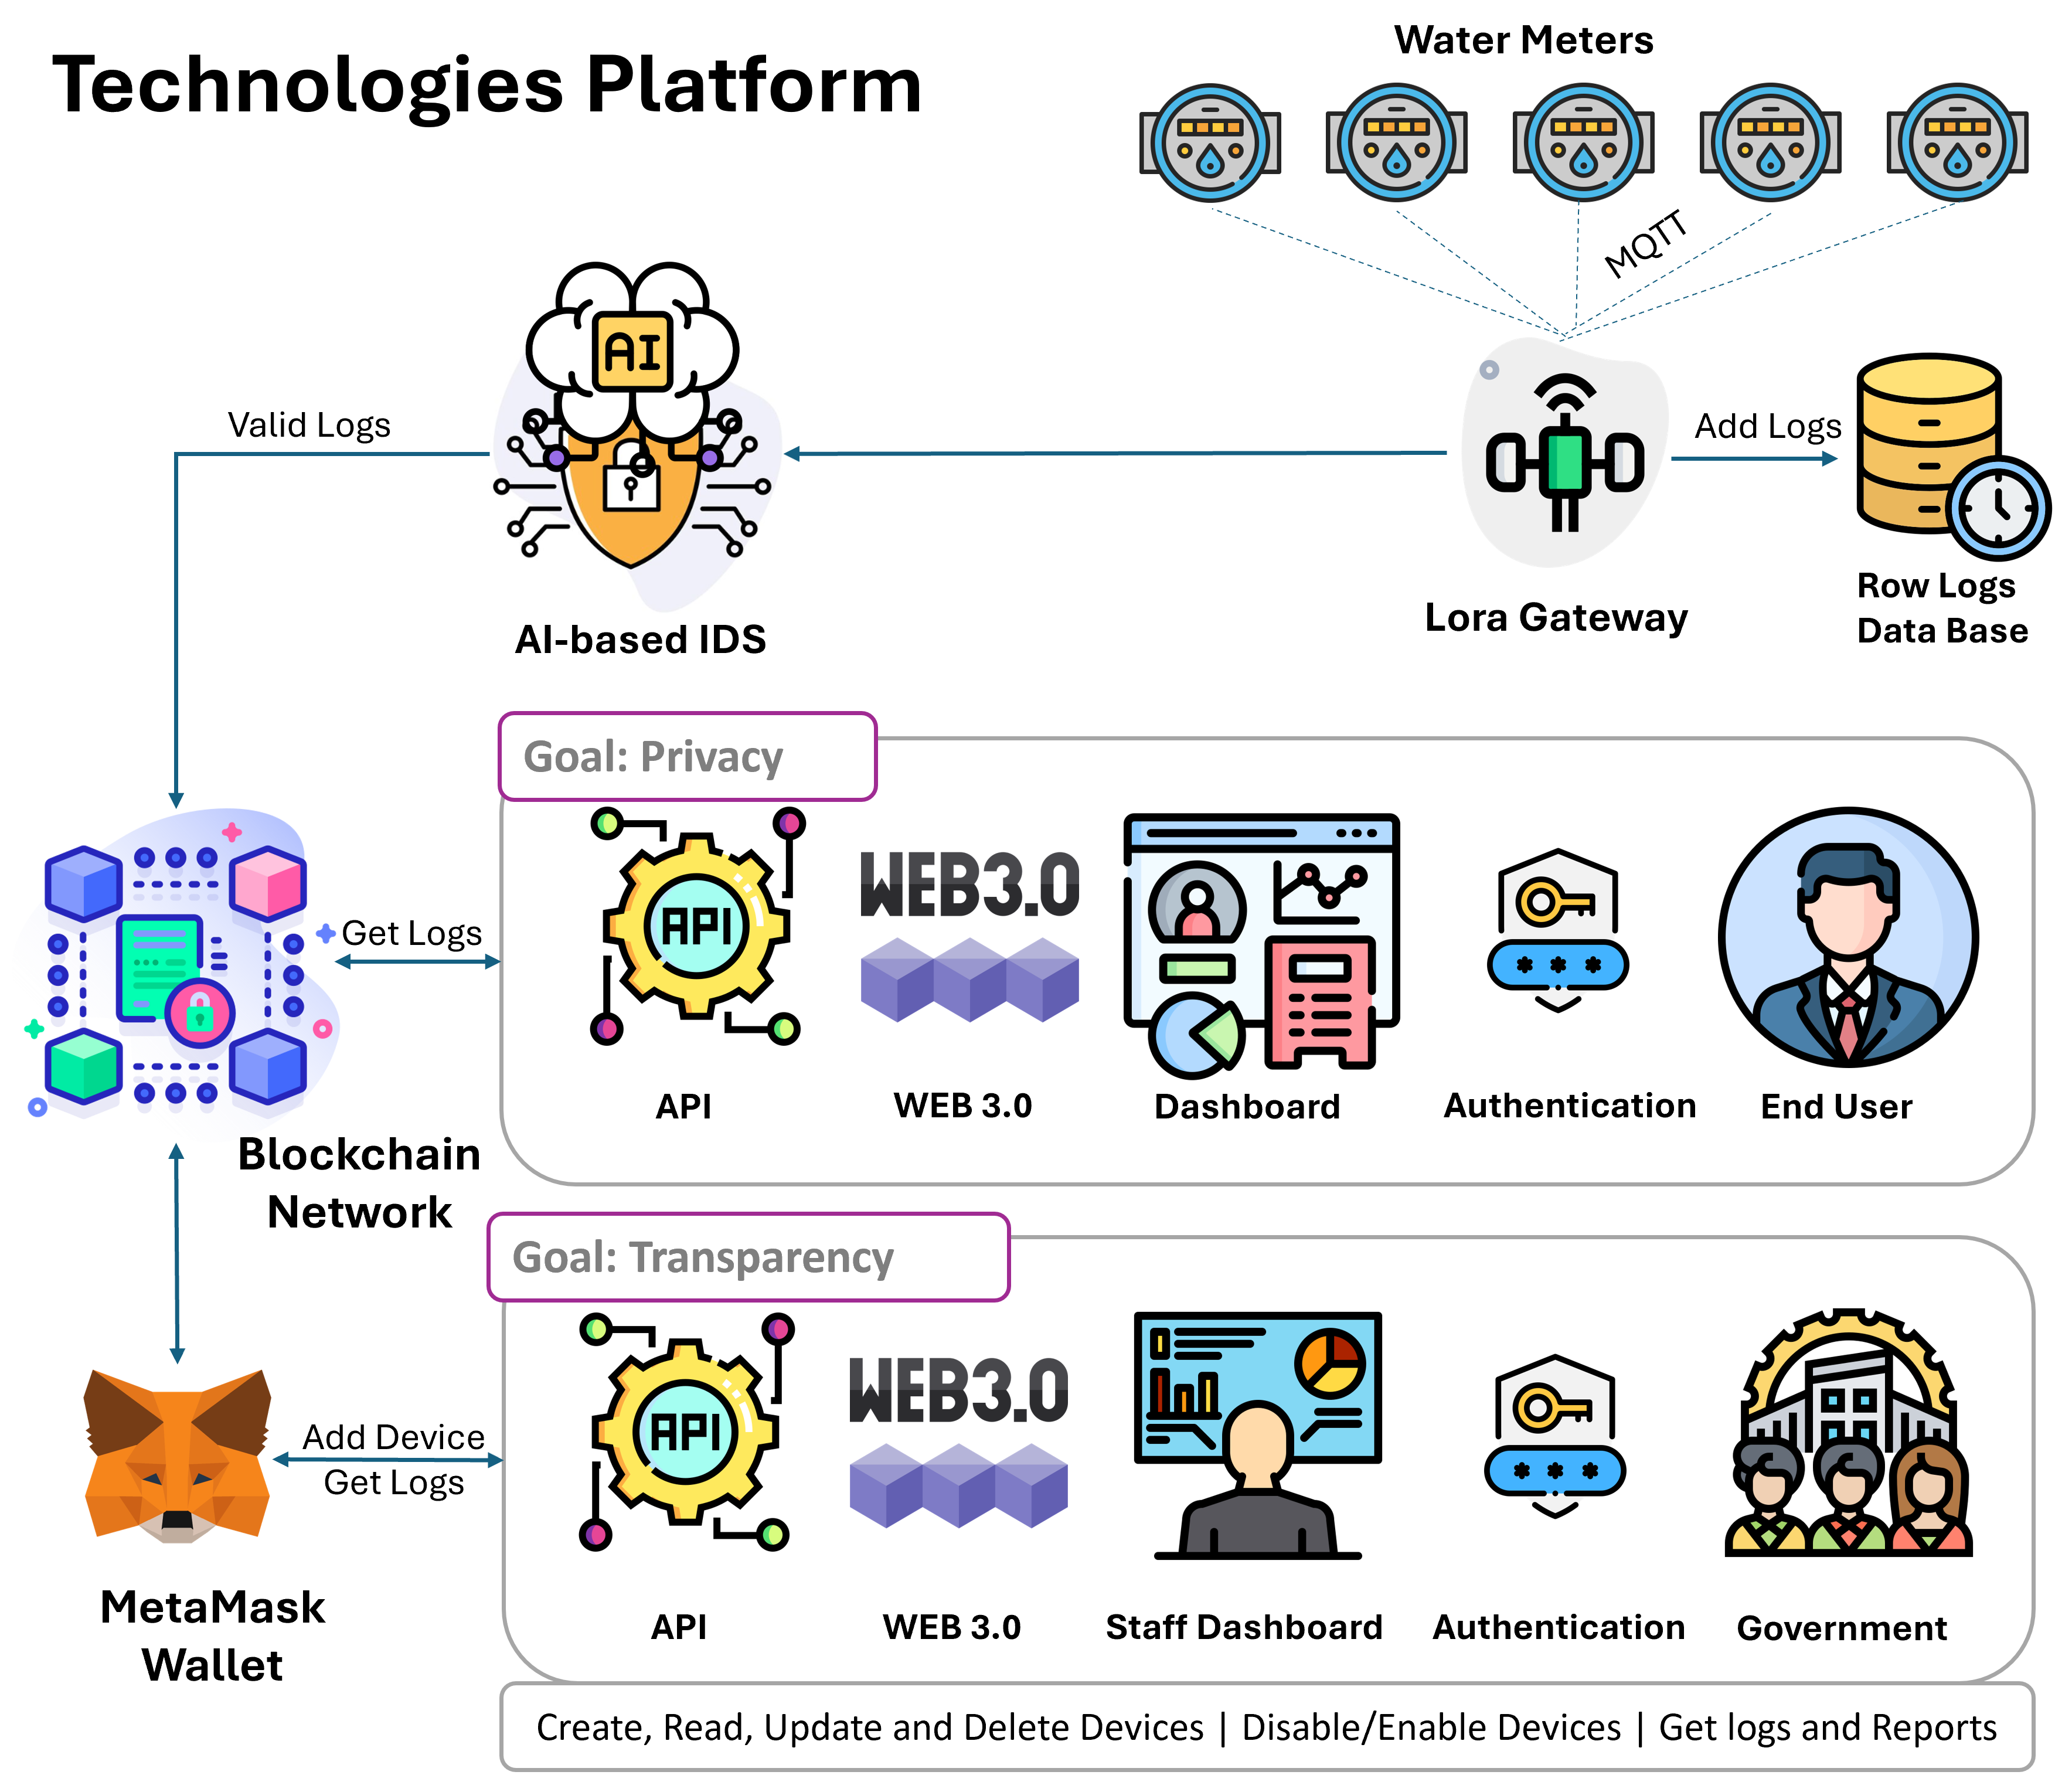 Technologies Platform
Water Meters
MQTT
AI
Valid Logs
Add Logs
AI-based IDS
Lora Gateway
Row Logs
Data Base
Goal: Privacy
Get Logs
API
WEB3.0
***
API
WEB 3.0
Dashboard
Authentication
End User
Blockchain
Network
Goal: Transparency
Add Device
Get Logs
API
WEB3.0
***
MetaMask
Wallet
API
WEB 3.0
Staff Dashboard
Authentication
Government
Create, Read, Update and Delete Devices | Disable/Enable Devices | Get logs and Reports